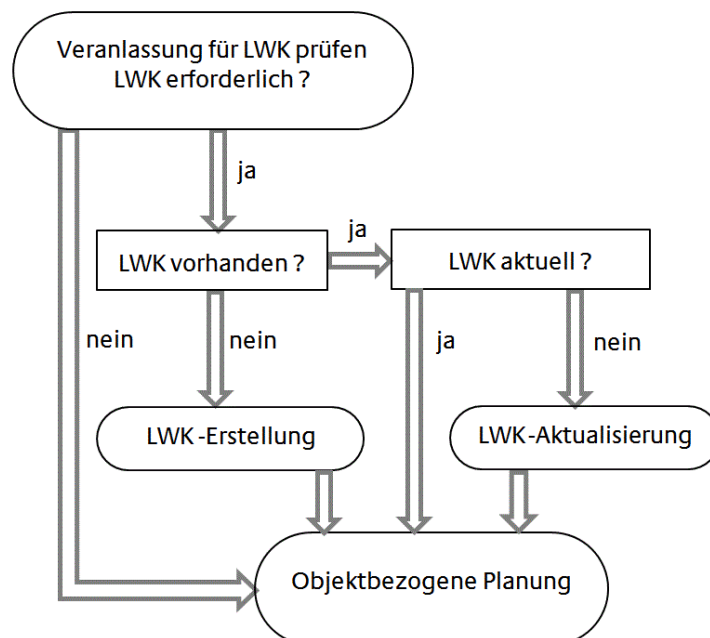 Veranlassung für LWK prüfen
LWK erforderlich ?
ja
ja
LWK vorhanden ?
LWK aktuell ?
nein
nein
ja
nein
LWK -Erstellung
LWK-Aktualisierung
Objektbezogene Planung